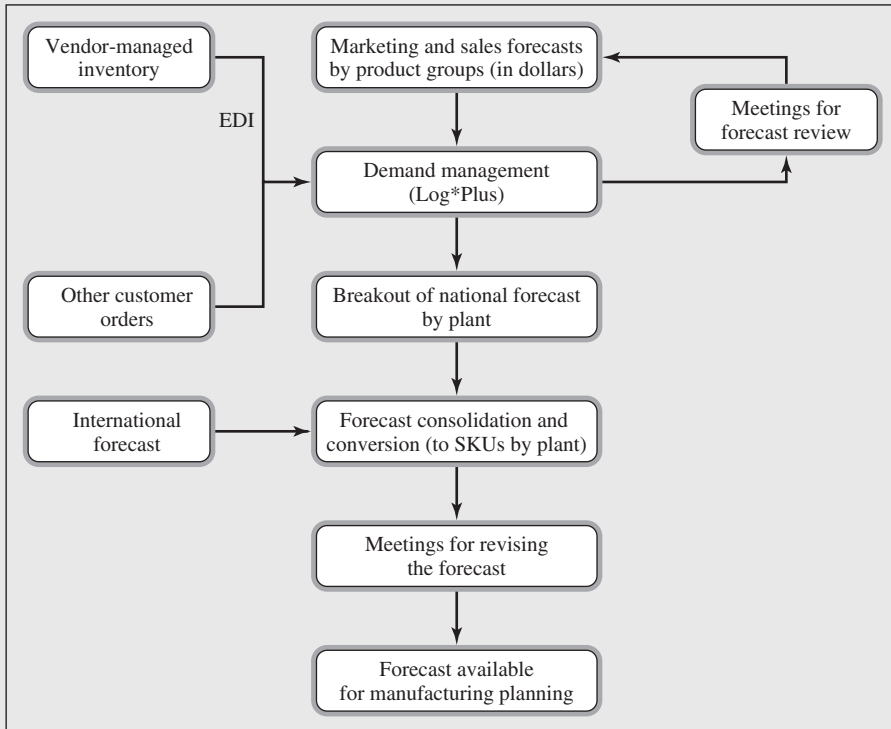 Vendor-managed
inventory
Marketing and sales forecasts
by product groups (in dollars)
Meetings for
forecast review
EDI
Demand management
(Log*Plus)
Other customer
orders
Breakout of national forecast
by plant
International
forecast
Forecast consolidation and
conversion (to SKUs by plant)
Meetings for revising
the forecast
Forecast available
for manufacturing planning